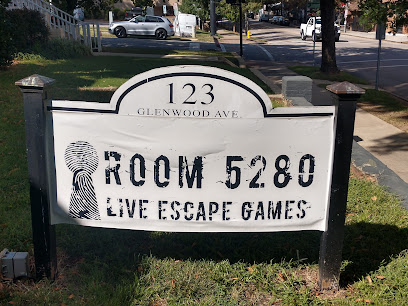 123
GLENWOOD AVE.
ROOM 5280
LIVE ESCAPE GAMES